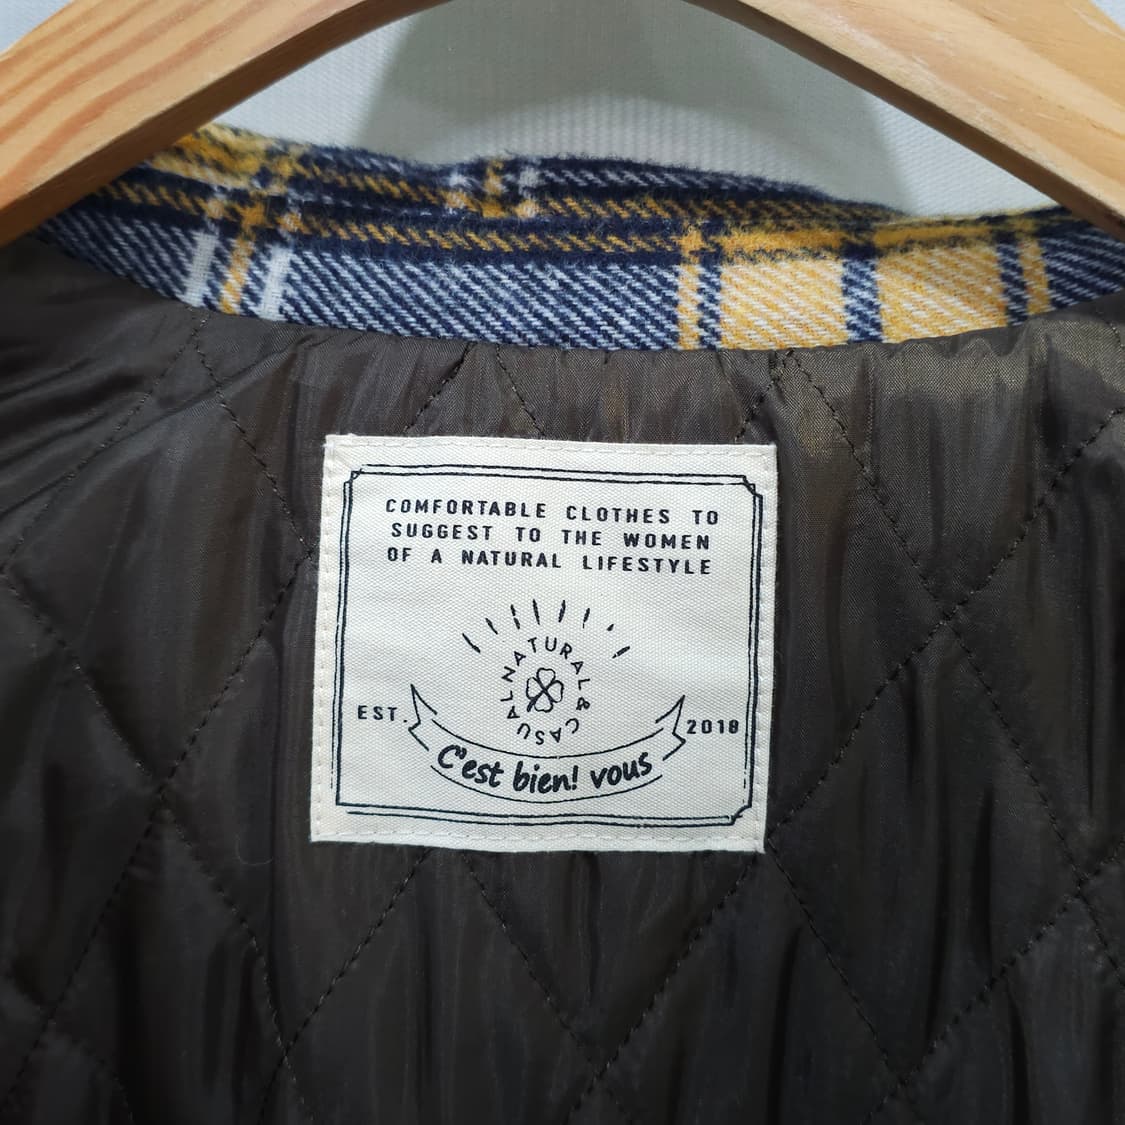 COMFORTABLE CLOTHES TO
SUGGEST TO THE WOMEN
OF A NATURAL LIFESTYLE
NATURAL & CASUAL
EST. 2018
C'est bien! vous